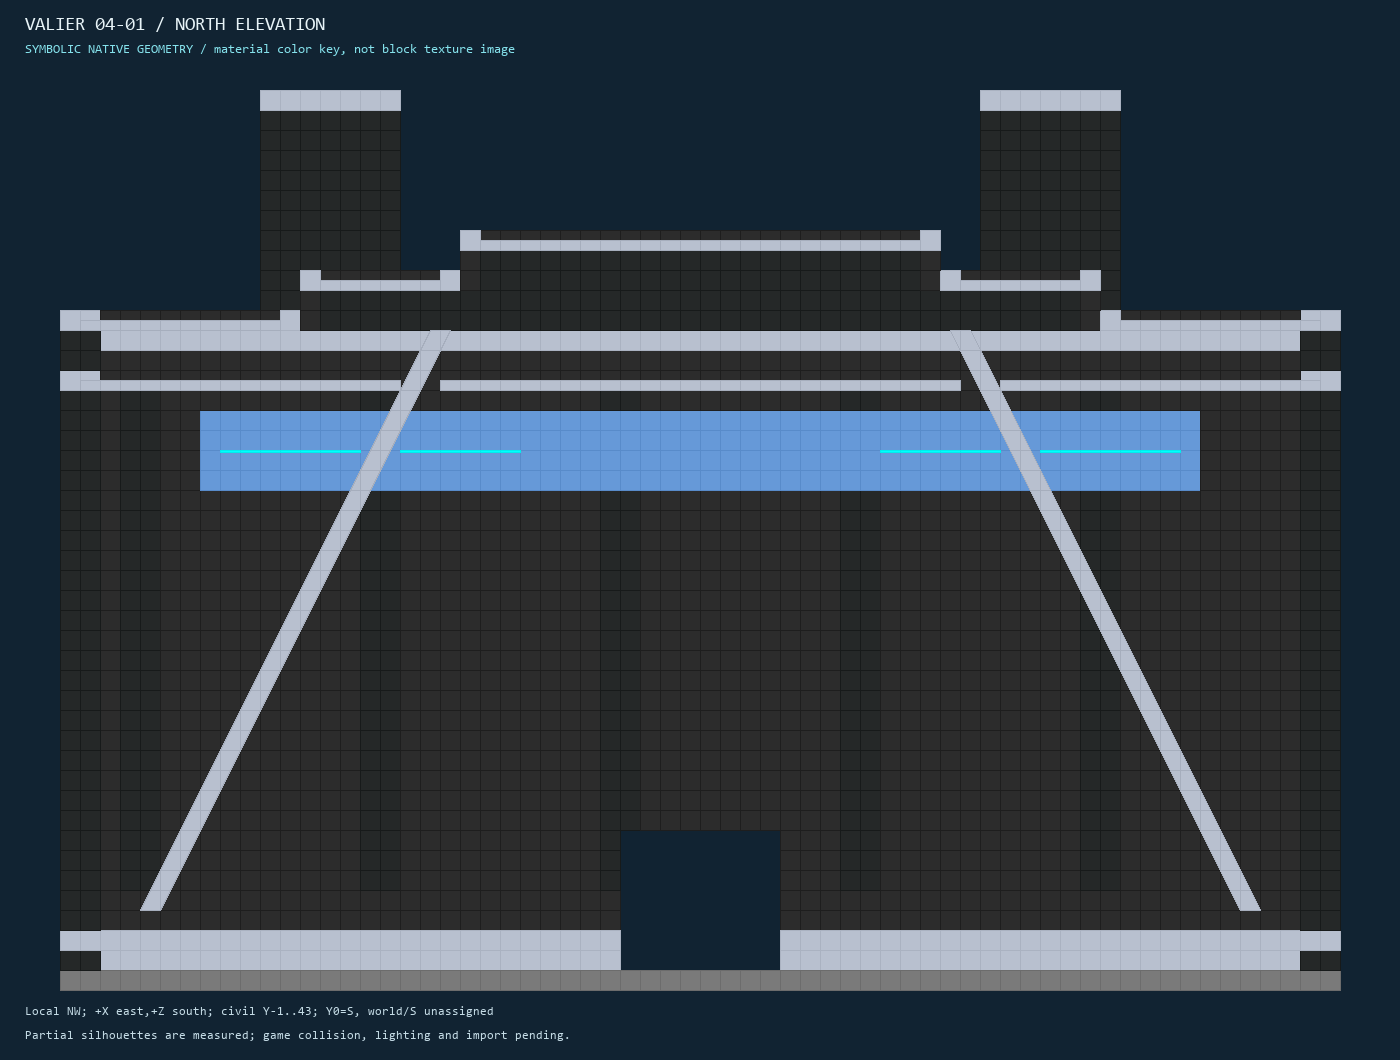 VALIER 04-01 / NORTH ELEVATION
SYMBOLIC NATIVE GEOMETRY / material color key, not block texture image
Local NW; +X east,+Z south; civil Y-1..43; Y0=S, world/S unassigned
Partial silhouettes are measured; game collision, lighting and import pending.